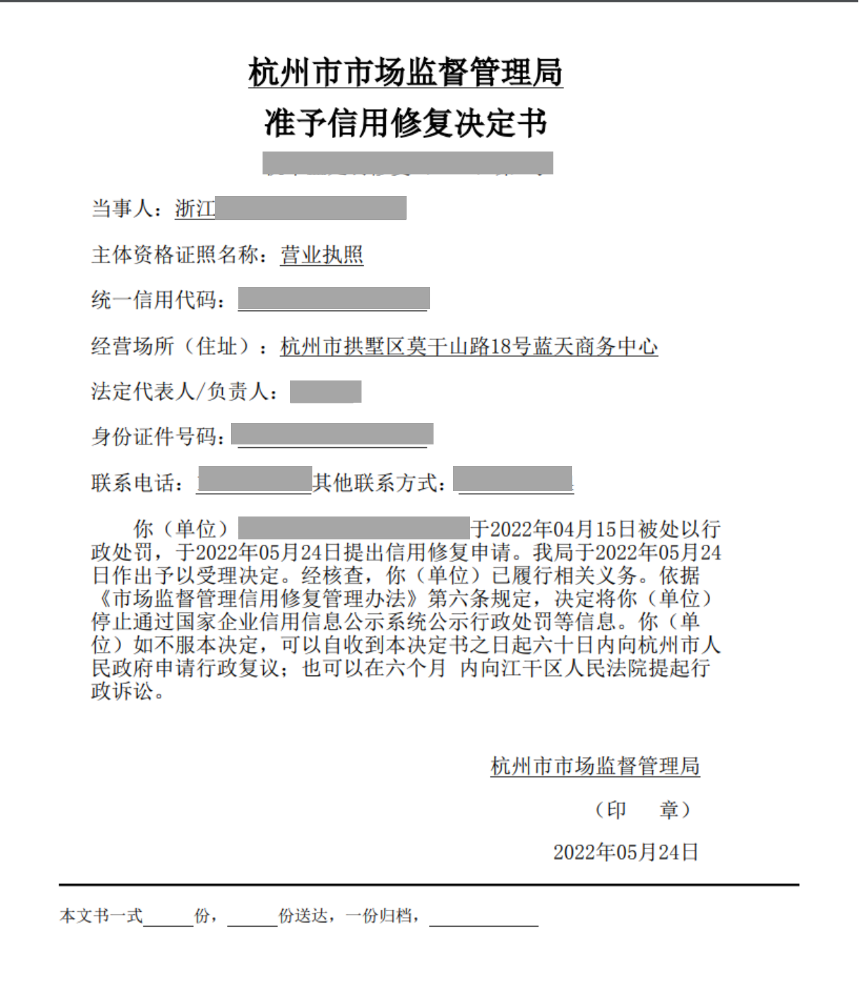 杭州市市场监督管理局
准予信用修复决定书
当事人：浙江
主体资格证照名称：营业执照
统一信用代码：
经营场所（住址）：杭州市拱墅区莫干山路18号蓝天商务中心
法定代表人/负责人：
身份证件号码：
联系电话： 其他联系方式：
你（单位） 于2022年04月15日被处以行
政处罚，于2022年05月24日提出信用修复申请。我局于2022年05月24
日作出予以受理决定。经核查，你（单位）已履行相关义务。依据
《市场监督管理信用修复管理办法》第六条规定，决定将你（单位）
停止通过国家企业信用信息公示系统公示行政处罚等信息。你（单
位）如不服本决定，可以自收到本决定书之日起六十日内向杭州市人
民政府申请行政复议；也可以在六个月 内向江干区人民法院提起行
政诉讼。
杭州市市场监督管理局
（印 章）
2022年05月24日
本文书一式______份，______份送达，一份归档，____________